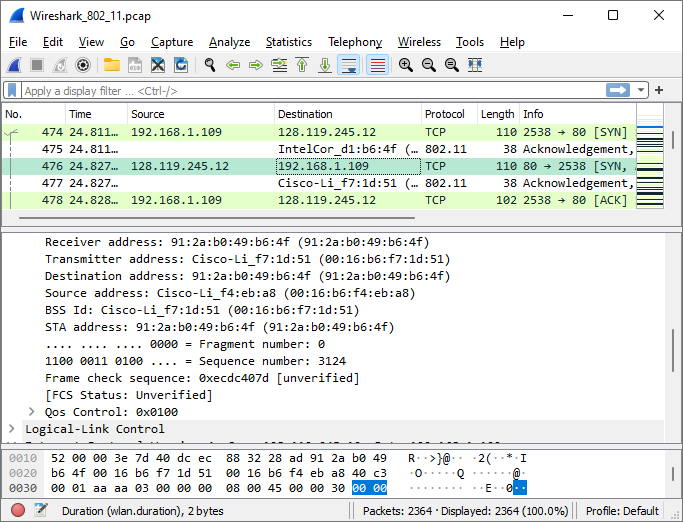 Wireshark_802_11.pcap
File Edit View Go Capture Analyze Statistics Telephony Wireless Tools Help
Apply a display filter ... <Ctrl-/>
No. Time Source Destination Protocol Length Info
474 24.811… 192.168.1.109 128.119.245.12 TCP 110 2538 → 80 [SYN]
475 24.811… IntelCor_d1:b6:4f (… 802.11 38 Acknowledgement,
476 24.827… 128.119.245.12 192.168.1.109 TCP 110 80 → 2538 [SYN,
477 24.827… Cisco-Li_f7:1d:51 (… 802.11 38 Acknowledgement,
478 24.828… 192.168.1.109 128.119.245.12 TCP 102 2538 → 80 [ACK]
Receiver address: 91:2a:b0:49:b6:4f (91:2a:b0:49:b6:4f)
Transmitter address: Cisco-Li_f7:1d:51 (00:16:b6:f7:1d:51)
Destination address: 91:2a:b0:49:b6:4f (91:2a:b0:49:b6:4f)
Source address: Cisco-Li_f4:eb:a8 (00:16:b6:f4:eb:a8)
BSS Id: Cisco-Li_f7:1d:51 (00:16:b6:f7:1d:51)
STA address: 91:2a:b0:49:b6:4f (91:2a:b0:49:b6:4f)
.... .... .... 0000 = Fragment number: 0
1100 0011 0100 .... = Sequence number: 3124
Frame check sequence: 0xecdc407d [unverified]
[FCS Status: Unverified]
Qos Control: 0x0100
Logical-Link Control
0010 52 00 00 3e 7d 40 dc ec 88 32 28 ad 91 2a b0 49 R··>}@·· ·2(··*·I
0020 b6 4f 00 16 b6 f7 1d 51 00 16 b6 f4 eb a8 40 c3 ·O·····Q ······@·
0030 00 01 aa aa 03 00 00 00 08 00 45 00 00 30 00 00 ········ ··E··0··
Duration (wlan.duration), 2 bytes Packets: 2364 · Displayed: 2364 (100.0%) Profile: Default